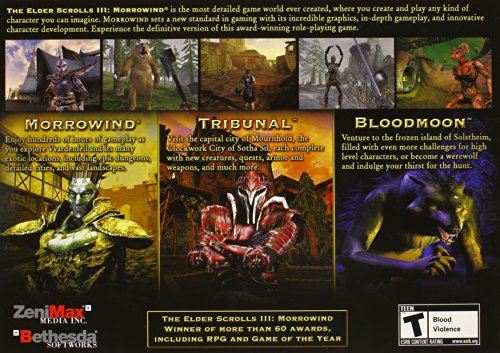 THE ELDER SCROLLS III: MORROWIND® is the most detailed game world ever created, where you create and play any kind of
character you can imagine. MORROWIND sets a new standard in gaming with its incredible graphics, in-depth gameplay, and innovative
character development. Experience the definitive version of this award-winning role-playing game.
MORROWIND®
Enjoy hundreds of hours of gameplay as
you explore Vvardenfell and its many
exotic locations, including epic dungeons,
detailed cities, and vast landscapes.
TRIBUNAL™
Visit the capital city of Mournhold, the
Clockwork City of Sotha Sil, each complete
with new creatures, quests, armor and
weapons, and much more.
BLOODMOON™
Venture to the frozen island of Solstheim,
filled with even more challenges for high
level characters, or become a werewolf
and indulge your thirst for the hunt.
ZeniMax
MEDIA INC.
Bethesda
SOFTWORKS
THE ELDER SCROLLS III: MORROWIND
WINNER OF MORE THAN 60 AWARDS,
INCLUDING RPG AND GAME OF THE YEAR
TEEN
T
Blood
Violence
ESRB CONTENT RATING www.esrb.org